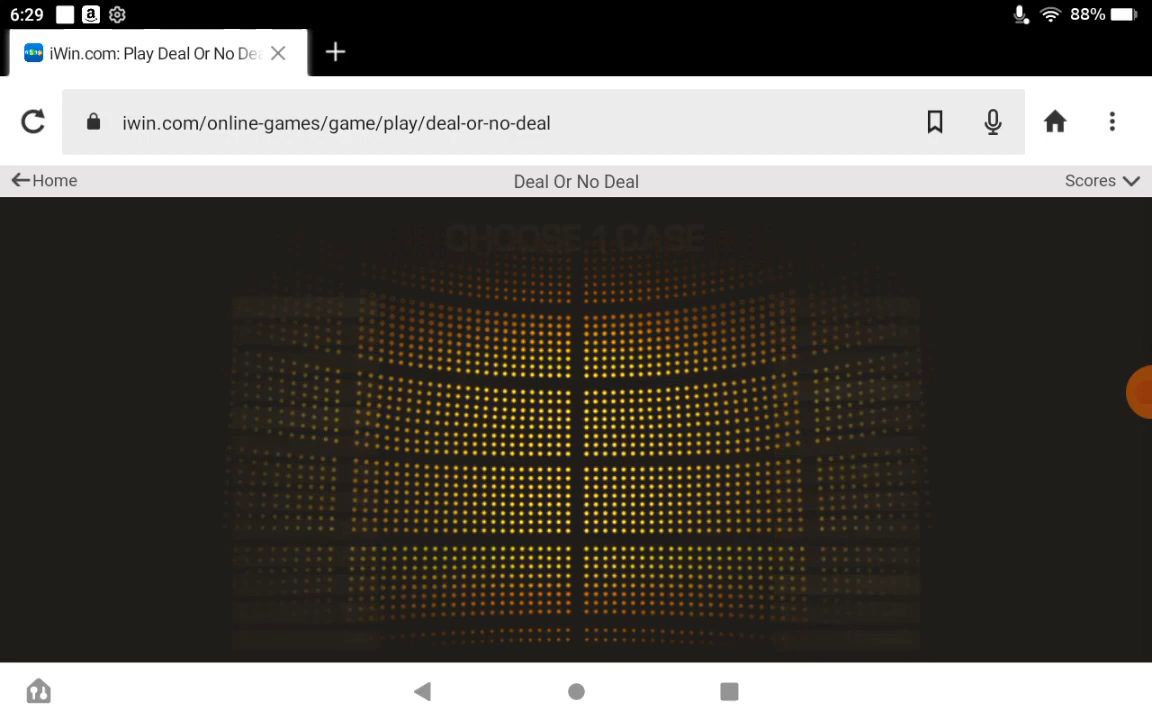 6:29
88%
iWin.com: Play Deal Or No De
iwin.com/online-games/game/play/deal-or-no-deal
Home
Deal Or No Deal
Scores
CHOOSE 1 CASE